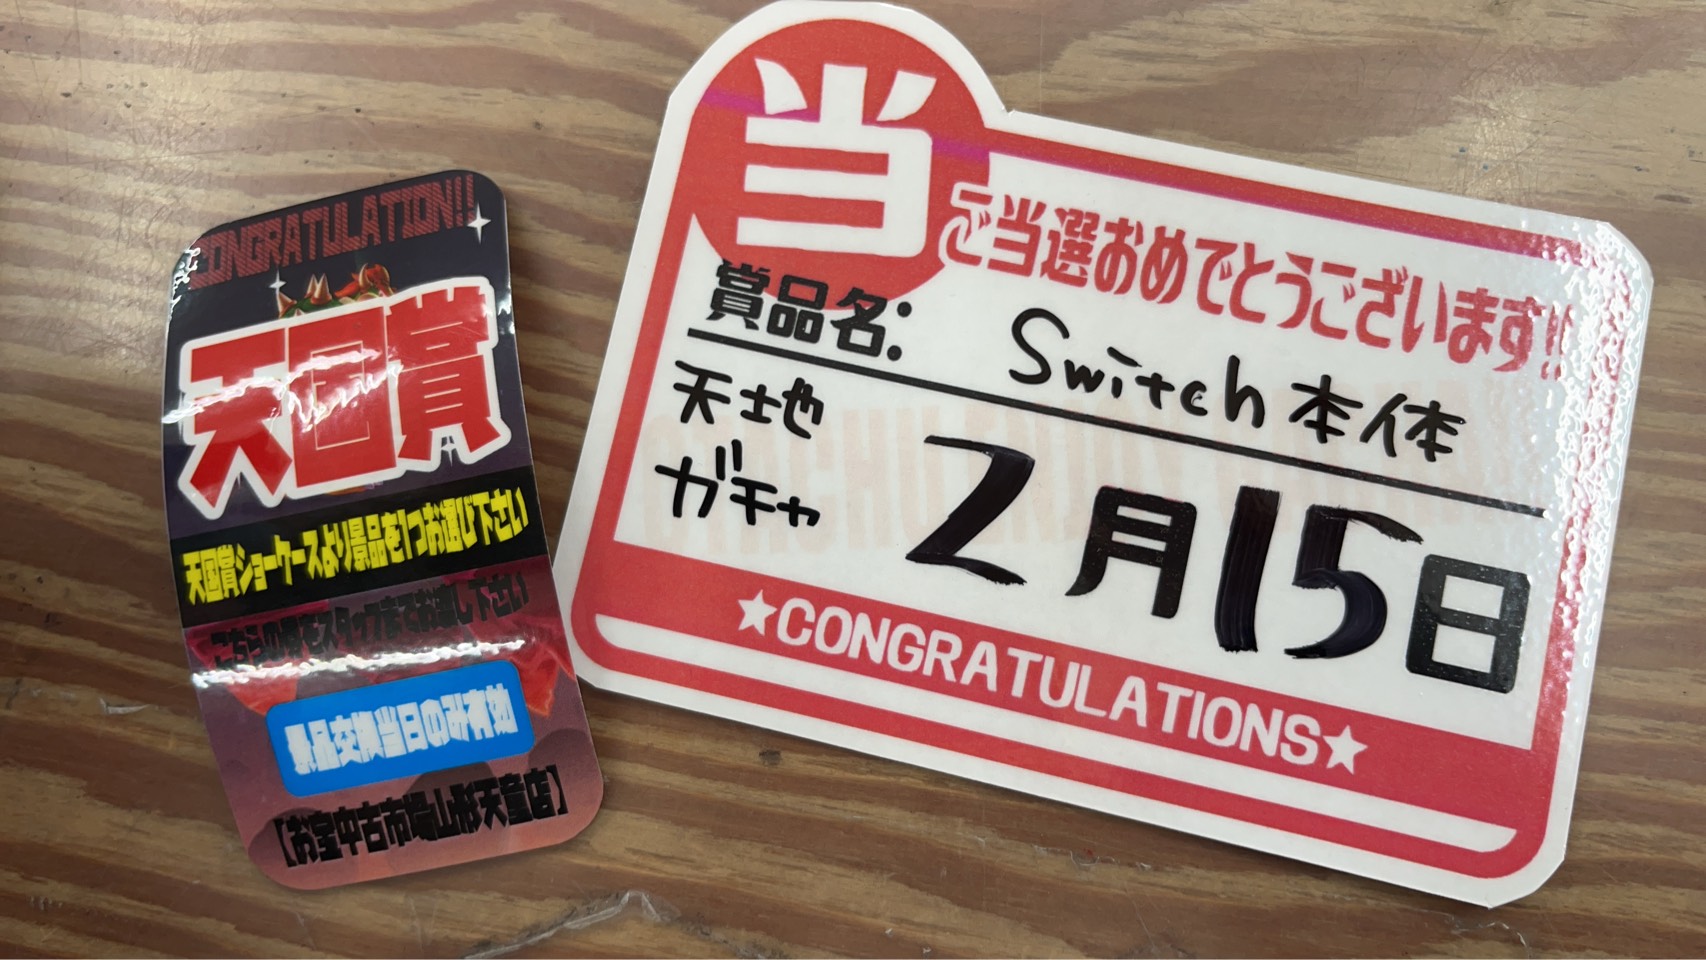 CONGRATULATION!!
天国賞
天国賞ショーケースより景品を1つお選び下さい
こちらの札をスタッフまでお渡し下さい
景品交換当日のみ有効
【お宝中古市場山形天童店】
当
ご当選おめでとうございます!!
賞品名: Switch本体
天地
ガチャ
2月15日
★CONGRATULATIONS★